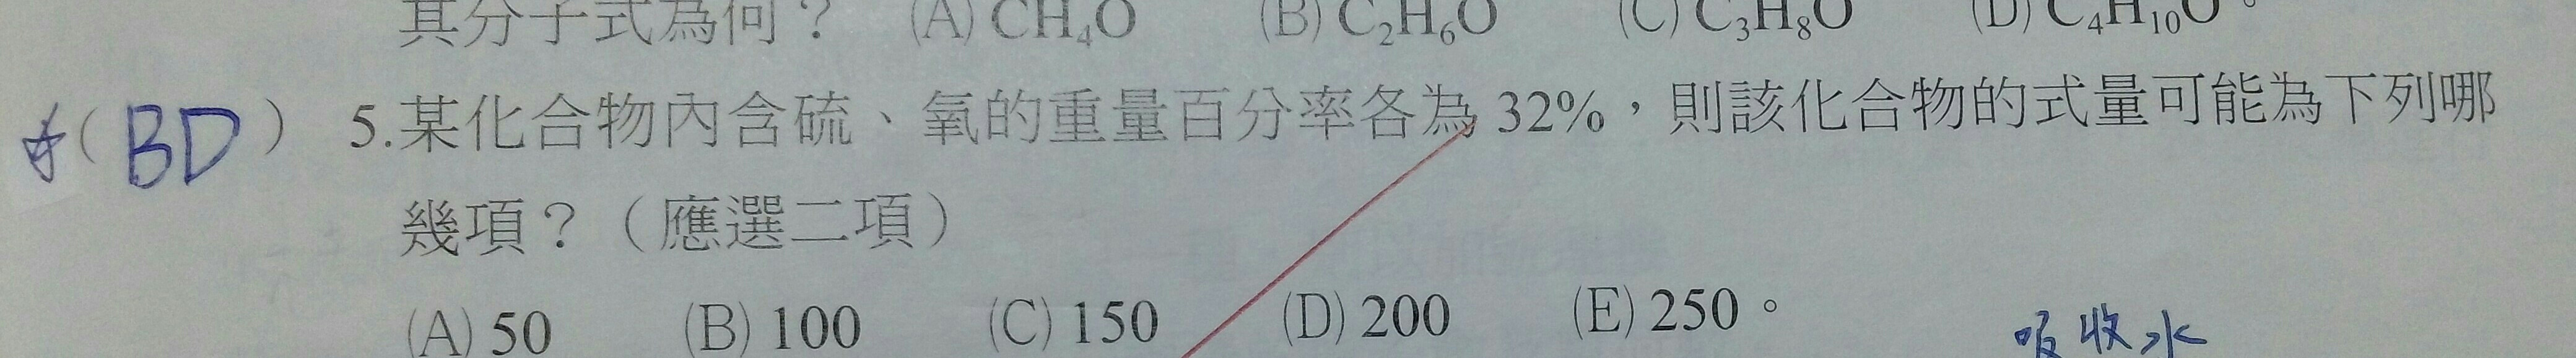 其分子式為何? (A) CH₄O (B) C₂H₆O (C) C₃H₈O (D) C₄H₁₀O。
(BD) 5.某化合物內含硫、氧的重量百分率各為 32%,則該化合物的式量可能為下列哪
幾項?(應選二項)
(A) 50 (B) 100 (C) 150 (D) 200 (E) 250。
吸收水